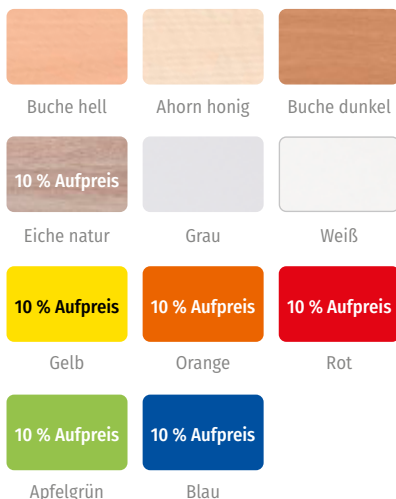 Buche hell
Ahorn honig
Buche dunkel
10 % Aufpreis
Eiche natur
Grau
Weiß
10 % Aufpreis
10 % Aufpreis
10 % Aufpreis
Gelb
Orange
Rot
10 % Aufpreis
10 % Aufpreis
Apfelgrün
Blau